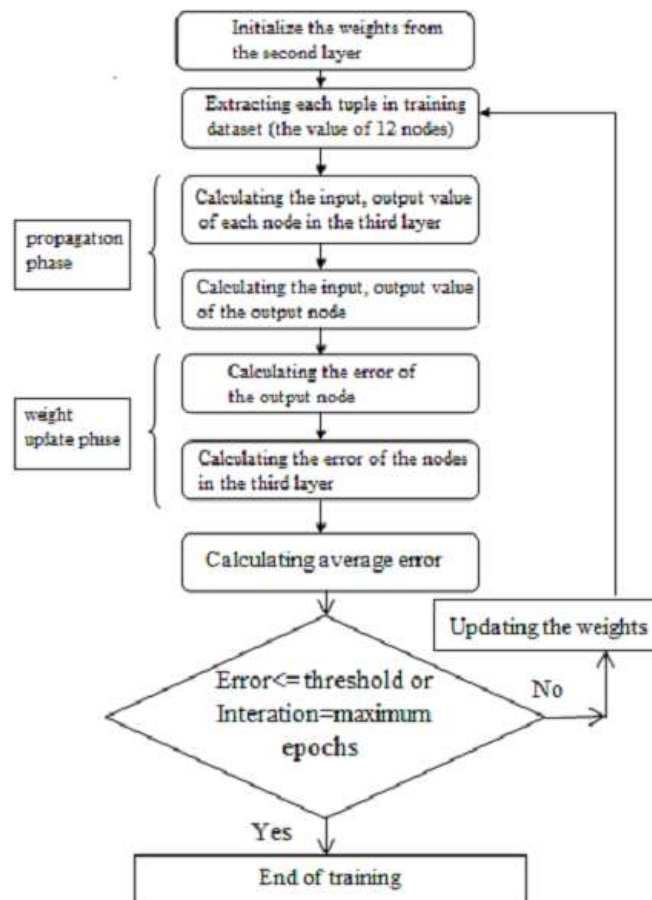 Initialize the weights from
the second layer
Extracting each tuple in training
dataset (the value of 12 nodes)
Calculating the input, output value
of each node in the third layer
propagation
phase
Calculating the input, output value
of the output node
Calculating the error of
the output node
weight
update phase
Calculating the error of the nodes
in the third layer
Calculating average error
Updating the weights
Error<= threshold or
Interation=maximum
epochs
No
Yes
End of training